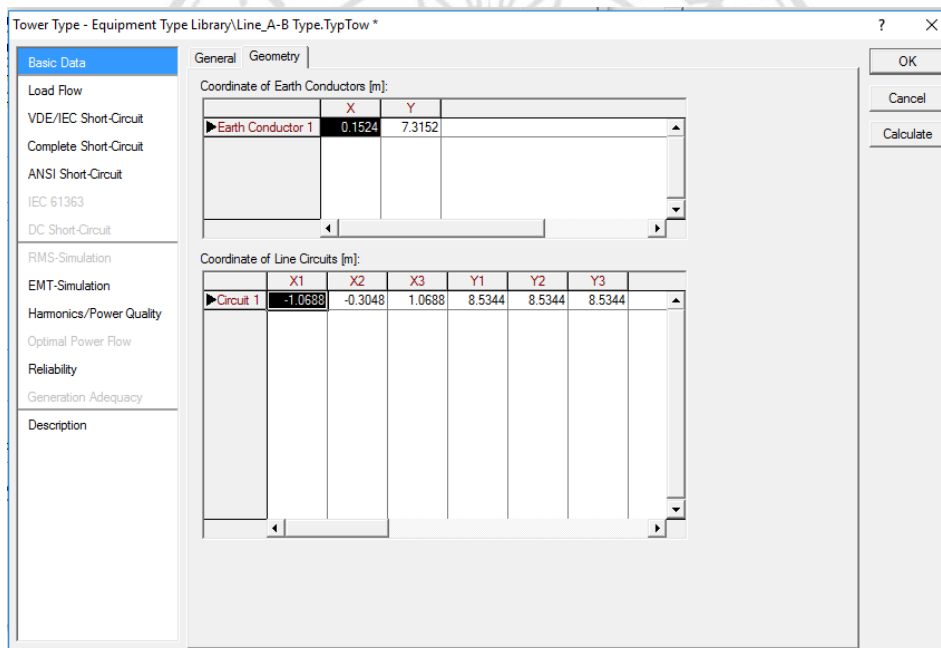 Tower Type - Equipment Type Library\Line_A-B Type.TypTow *
?
Basic Data
Load Flow
VDE/IEC Short-Circuit
Complete Short-Circuit
ANSI Short-Circuit
IEC 61363
DC Short-Circuit
RMS-Simulation
EMT-Simulation
Harmonics/Power Quality
Optimal Power Flow
Reliability
Generation Adequacy
Description
General Geometry
Coordinate of Earth Conductors [m]:
X Y
Earth Conductor 1 0.1524 7.3152
Coordinate of Line Circuits [m]:
X1 X2 X3 Y1 Y2 Y3
Circuit 1 -1.0688 -0.3048 1.0688 8.5344 8.5344 8.5344
OK
Cancel
Calculate